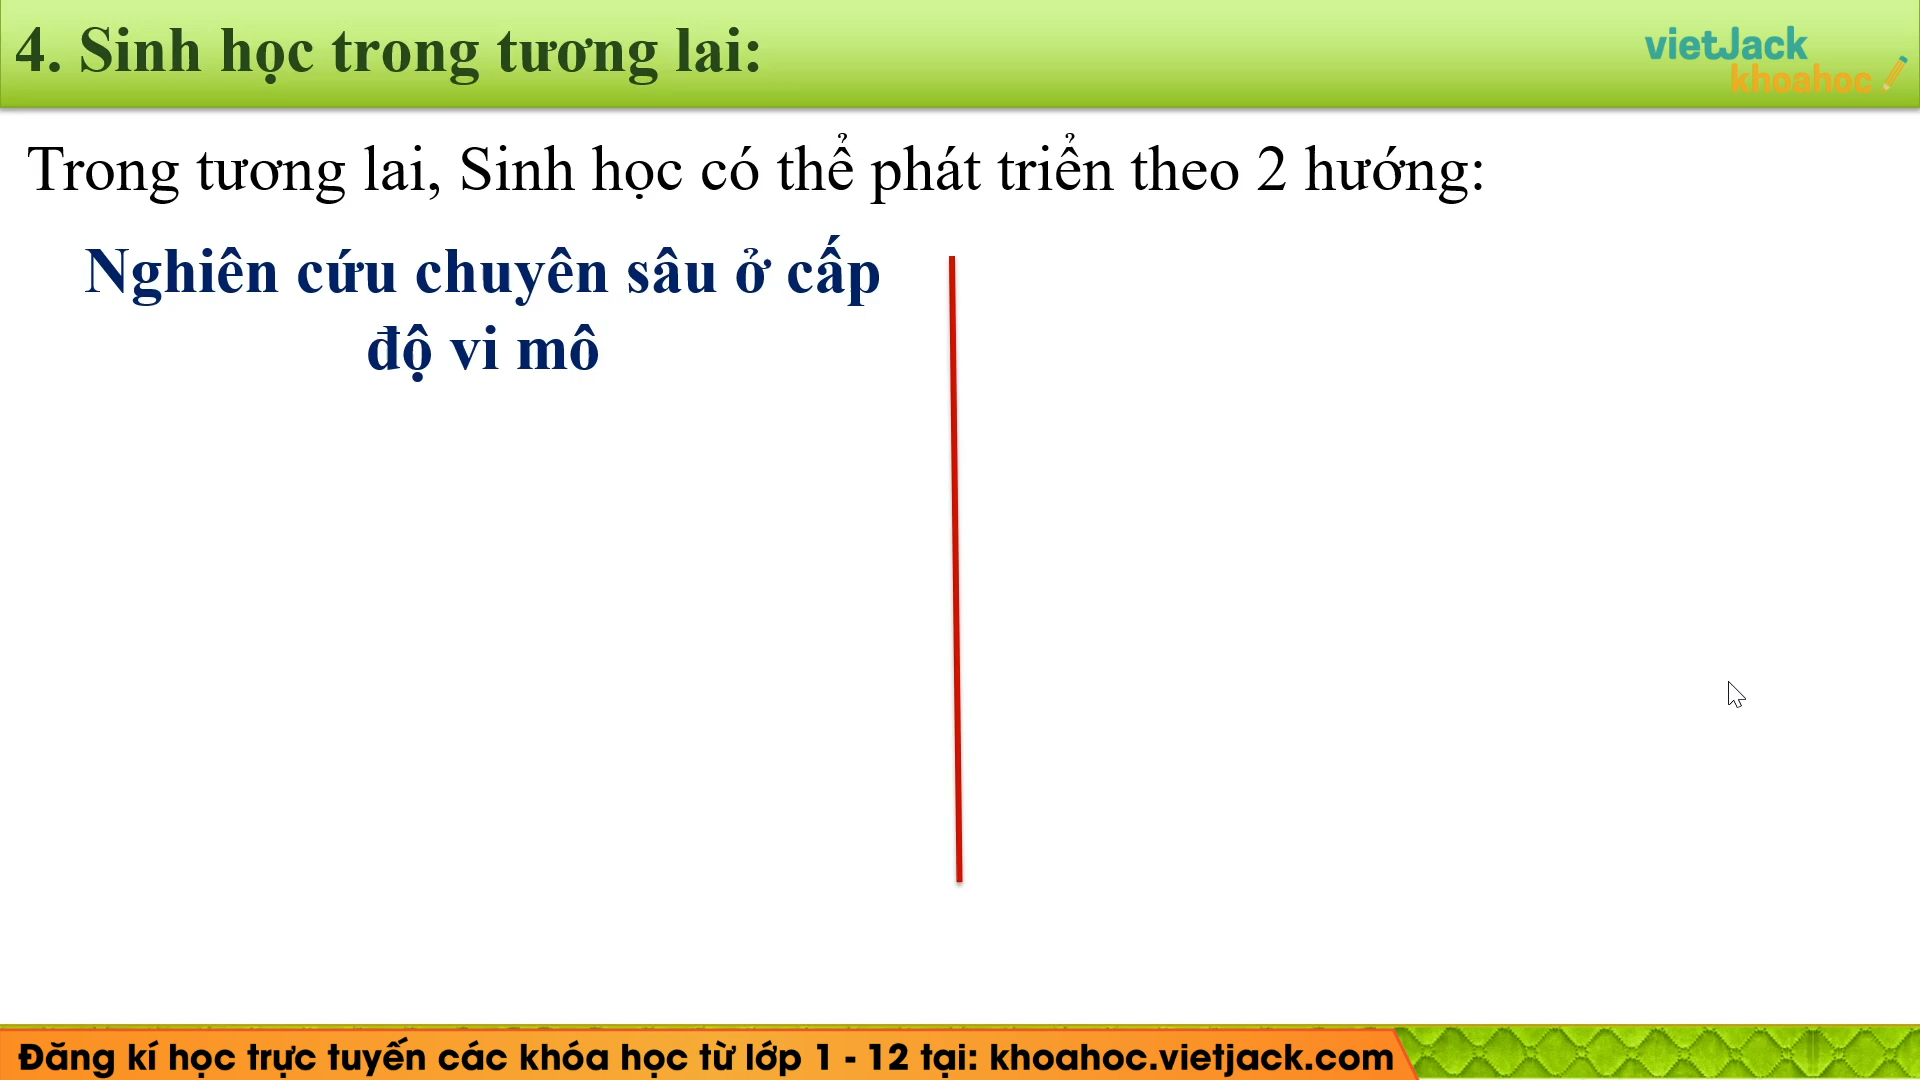 4. Sinh học trong tương lai:
vietJack
khoahoc
Trong tương lai, Sinh học có thể phát triển theo 2 hướng:
Nghiên cứu chuyên sâu ở cấp
độ vi mô
Đăng kí học trực tuyến các khóa học từ lớp 1 - 12 tại: khoahoc.vietjack.com